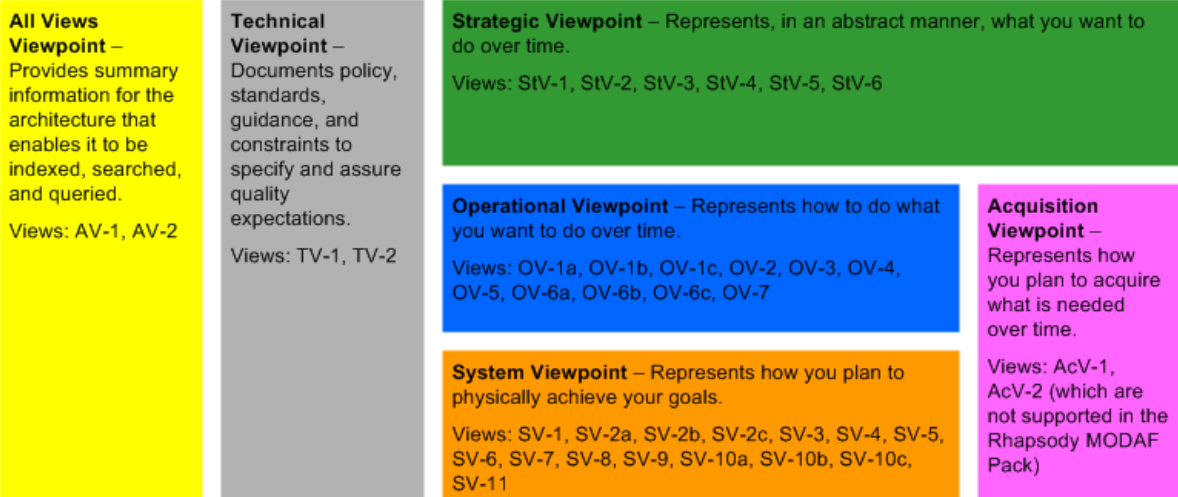 All Views
Viewpoint –
Provides summary
information for the
architecture that
enables it to be
indexed, searched,
and queried.
Views: AV-1, AV-2
Technical
Viewpoint –
Documents policy,
standards,
guidance, and
constraints to
specify and assure
quality
expectations.
Views: TV-1, TV-2
Strategic Viewpoint – Represents, in an abstract manner, what you want to
do over time.
Views: StV-1, StV-2, StV-3, StV-4, StV-5, StV-6
Operational Viewpoint – Represents how to do what
you want to do over time.
Views: OV-1a, OV-1b, OV-1c, OV-2, OV-3, OV-4,
OV-5, OV-6a, OV-6b, OV-6c, OV-7
System Viewpoint – Represents how you plan to
physically achieve your goals.
Views: SV-1, SV-2a, SV-2b, SV-2c, SV-3, SV-4, SV-5,
SV-6, SV-7, SV-8, SV-9, SV-10a, SV-10b, SV-10c,
SV-11
Acquisition
Viewpoint –
Represents how
you plan to acquire
what is needed
over time.
Views: AcV-1,
AcV-2 (which are
not supported in the
Rhapsody MODAF
Pack)